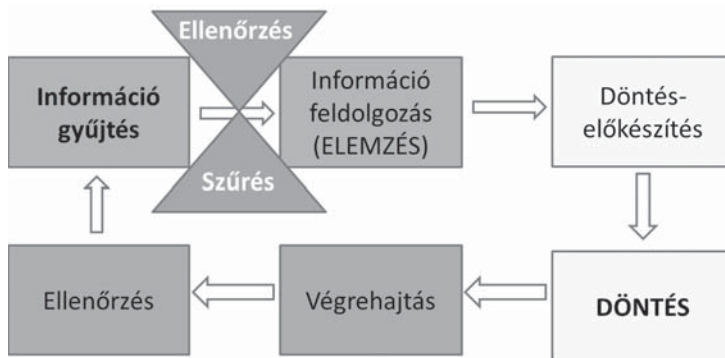 Ellenőrzés
Információ
gyűjtés
Információ
feldolgozás
(ELEMZÉS)
Döntés-
előkészítés
Szűrés
Ellenőrzés
Végrehajtás
DÖNTÉS